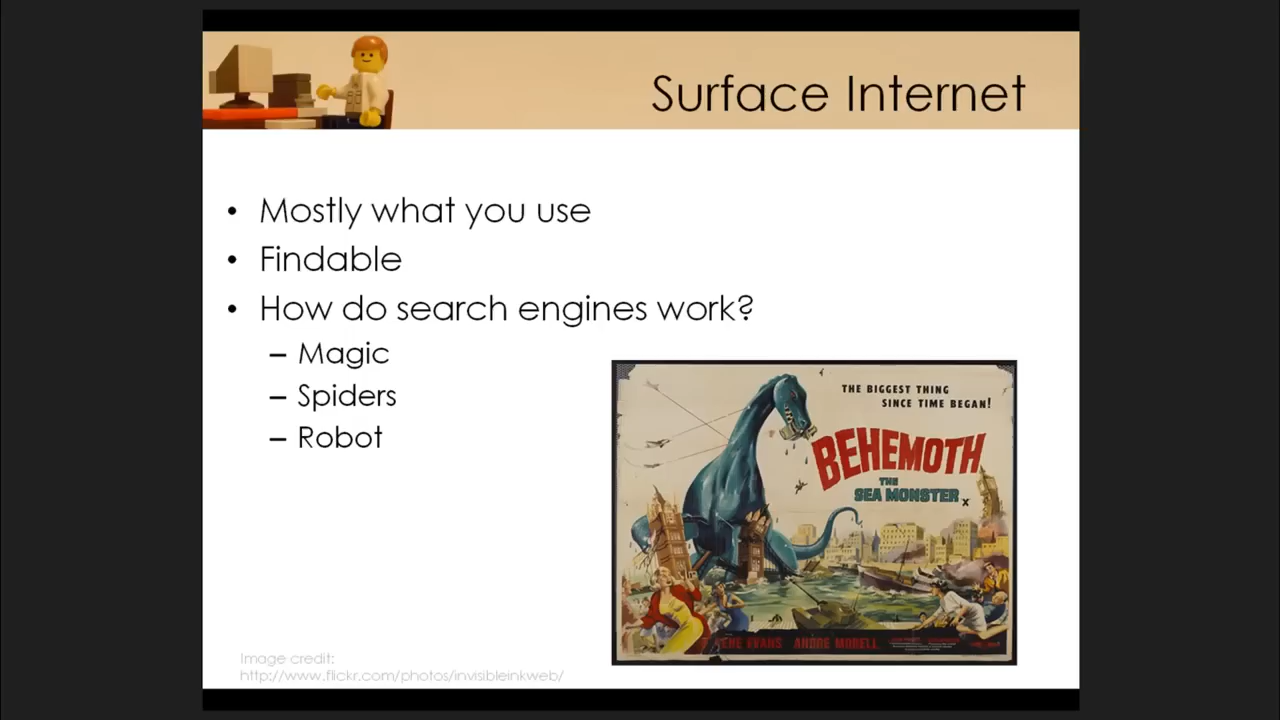 Surface Internet
• Mostly what you use
• Findable
• How do search engines work?
– Magic
– Spiders
– Robot
THE BIGGEST THING
SINCE TIME BEGAN!
BEHEMOTH
THE
SEA MONSTER X
GENE EVANS ANDRE MORELL
Image credit:
http://www.flickr.com/photos/invisibleinkweb/